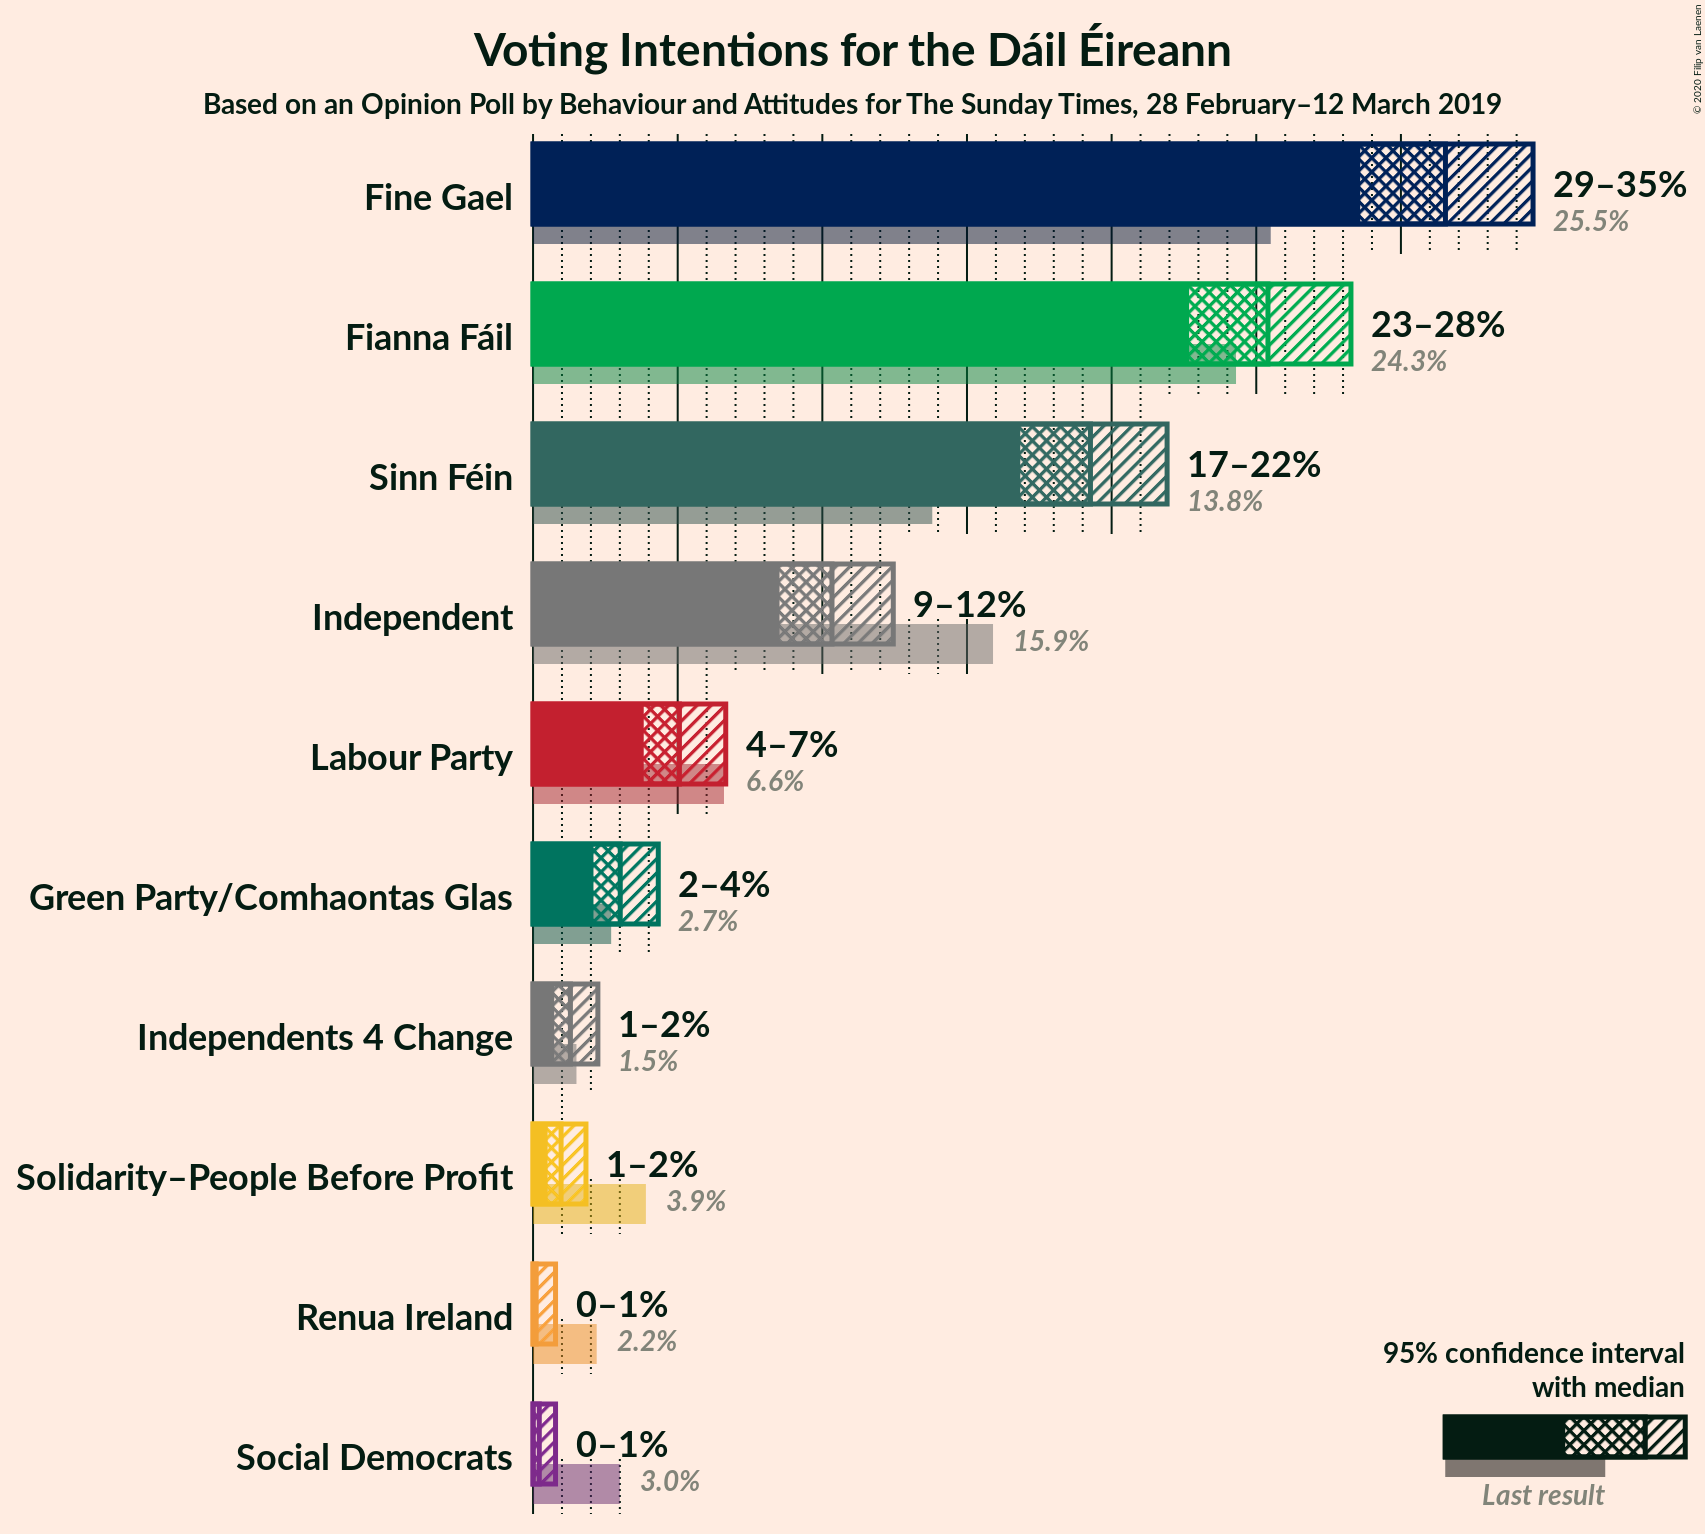 Voting Intentions for the Dáil Éireann
Based on an Opinion Poll by Behaviour and Attitudes for The Sunday Times, 28 February–12 March 2019
© 2020 Filip van Laenen
Fine Gael
29–35%
25.5%
Fianna Fáil
23–28%
24.3%
Sinn Féin
17–22%
13.8%
Independent
9–12%
15.9%
Labour Party
4–7%
6.6%
Green Party/Comhaontas Glas
2–4%
2.7%
Independents 4 Change
1–2%
1.5%
Solidarity–People Before Profit
1–2%
3.9%
Renua Ireland
0–1%
2.2%
Social Democrats
0–1%
3.0%
95% confidence interval
with median
Last result